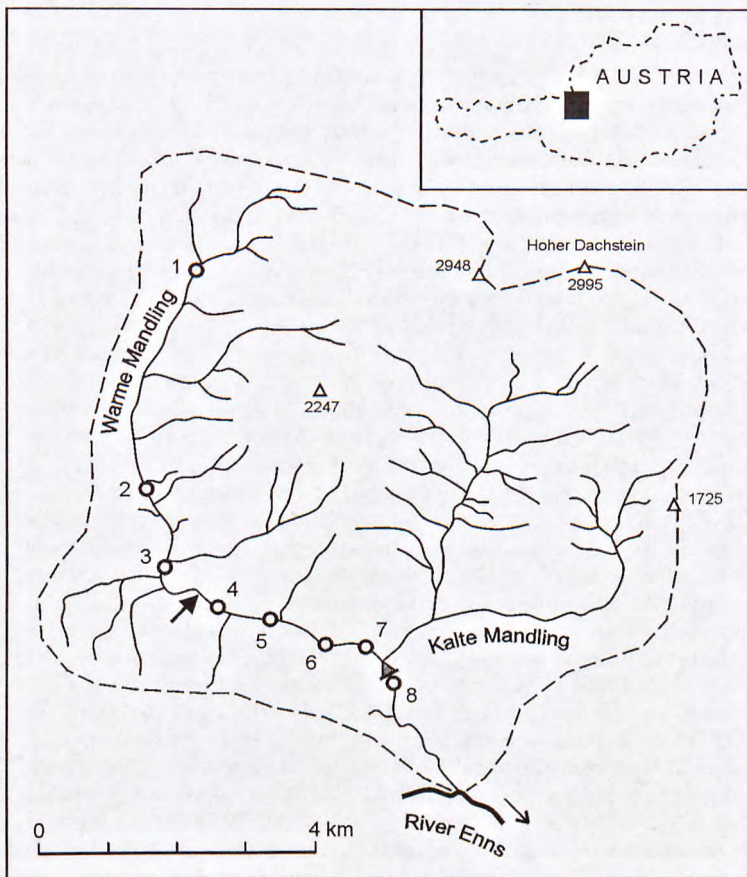 AUSTRIA
Hoher Dachstein
2948
2995
1
Warme Mandling
2247
2
1725
3
4
5
6
7
Kalte Mandling
8
River Enns
0
4 km